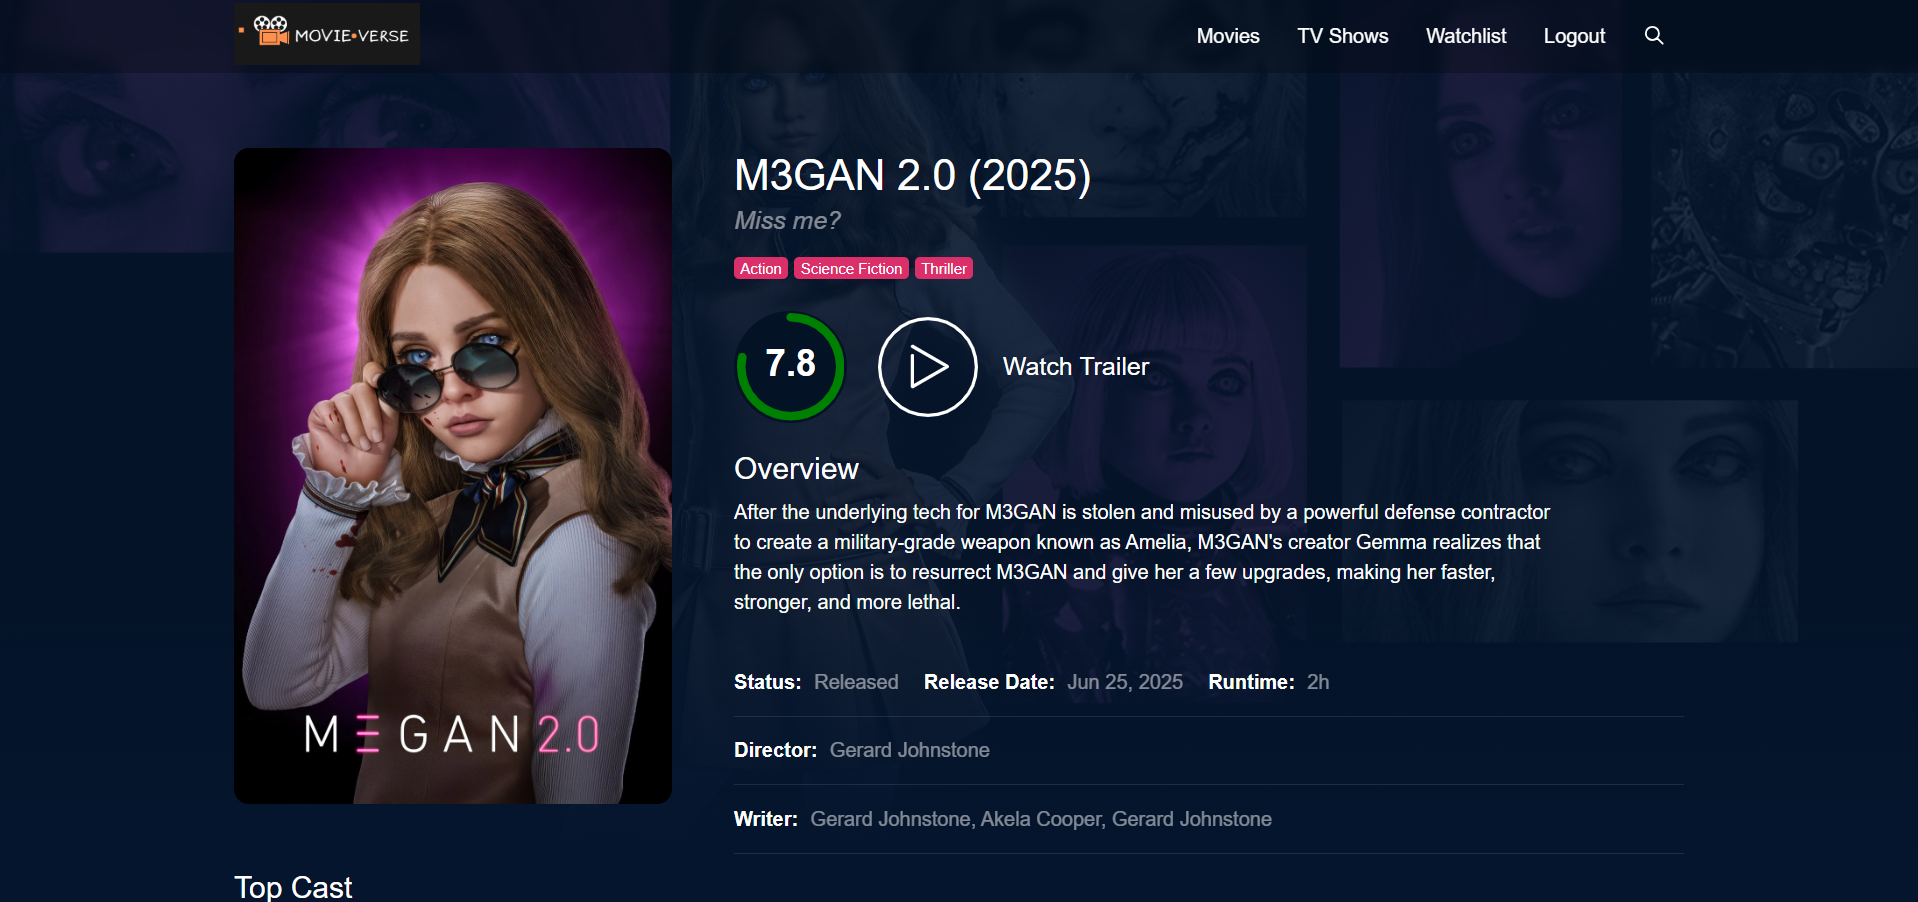 MOVIE•VERSE
Movies
TV Shows
Watchlist
Logout
M3GAN 2.0 (2025)
Miss me?
Action
Science Fiction
Thriller
7.8
Watch Trailer
Overview
After the underlying tech for M3GAN is stolen and misused by a powerful defense contractor
to create a military-grade weapon known as Amelia, M3GAN's creator Gemma realizes that
the only option is to resurrect M3GAN and give her a few upgrades, making her faster,
stronger, and more lethal.
Status: Released Release Date: Jun 25, 2025 Runtime: 2h
Director: Gerard Johnstone
Writer: Gerard Johnstone, Akela Cooper, Gerard Johnstone
MƎGAN 2.0
Top Cast